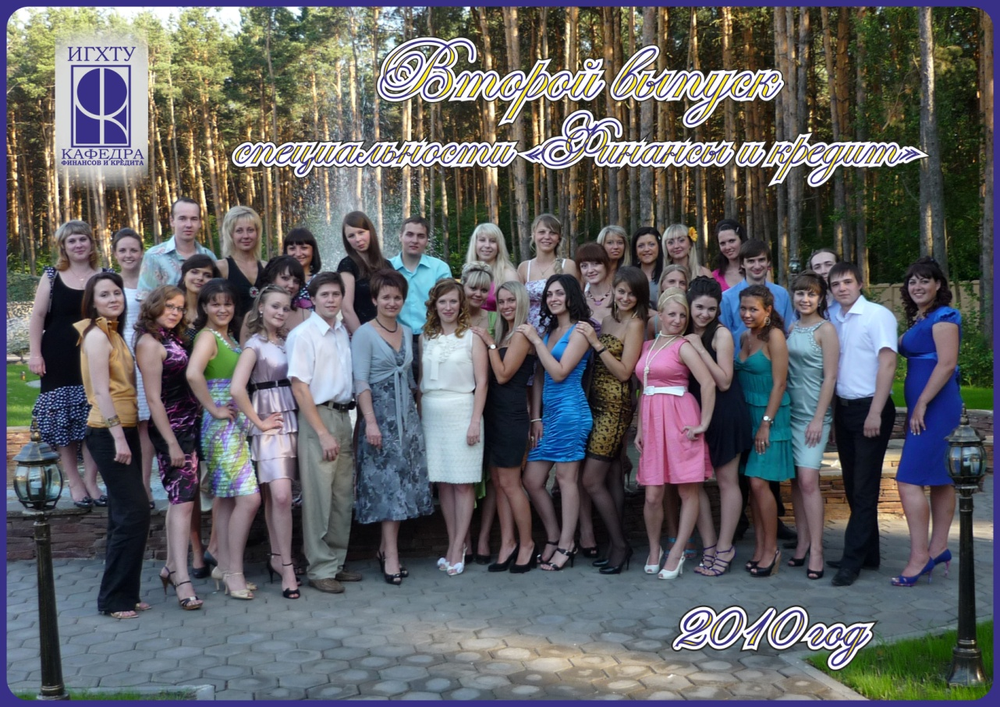 ИГХТУ
КАФЕДРА
ФИНАНСОВ И КРЕДИТА
Второй выпуск
специальности «Финансы и кредит»
2010 год